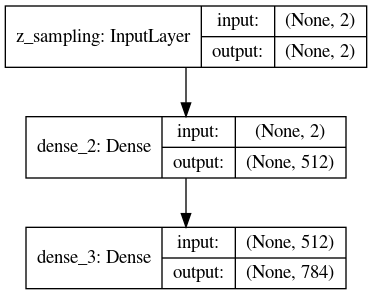 z_sampling: InputLayer
input: (None, 2)
output: (None, 2)
dense_2: Dense
input: (None, 2)
output: (None, 512)
dense_3: Dense
input: (None, 512)
output: (None, 784)